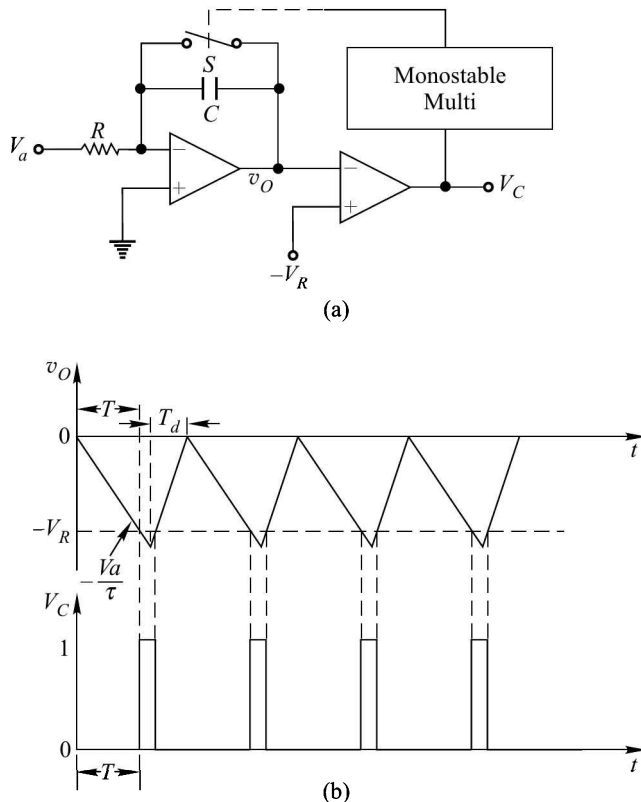 S
C
Monostable
Multi
V_a
R
−
+
v_O
−
+
V_C
−V_R
(a)
v_O
T
T_d
0
t
−V_R
−Va/τ
V_C
1
0
t
T
(b)